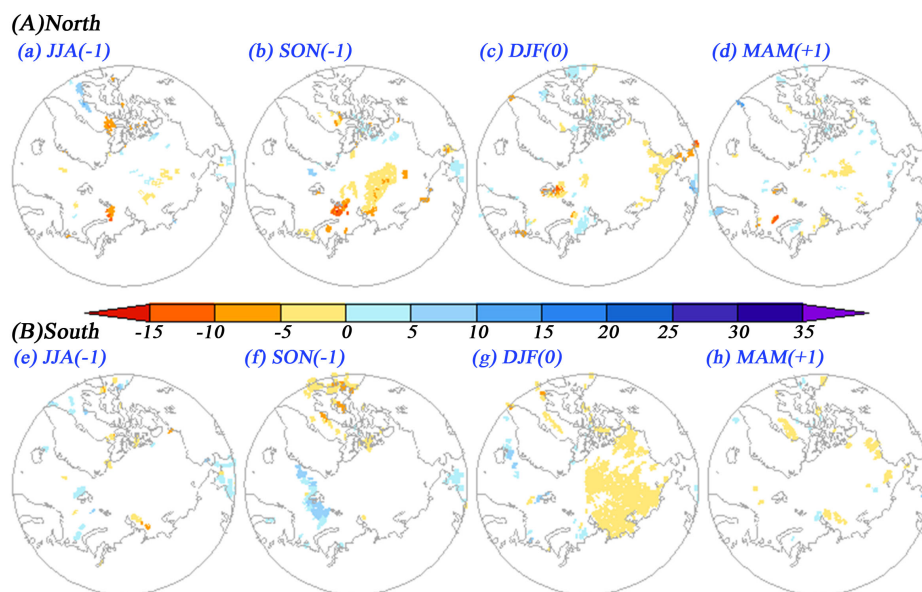 (A)North
(a) JJA(-1) (b) SON(-1) (c) DJF(0) (d) MAM(+1)
-15 -10 -5 0 5 10 15 20 25 30 35
(B)South
(e) JJA(-1) (f) SON(-1) (g) DJF(0) (h) MAM(+1)